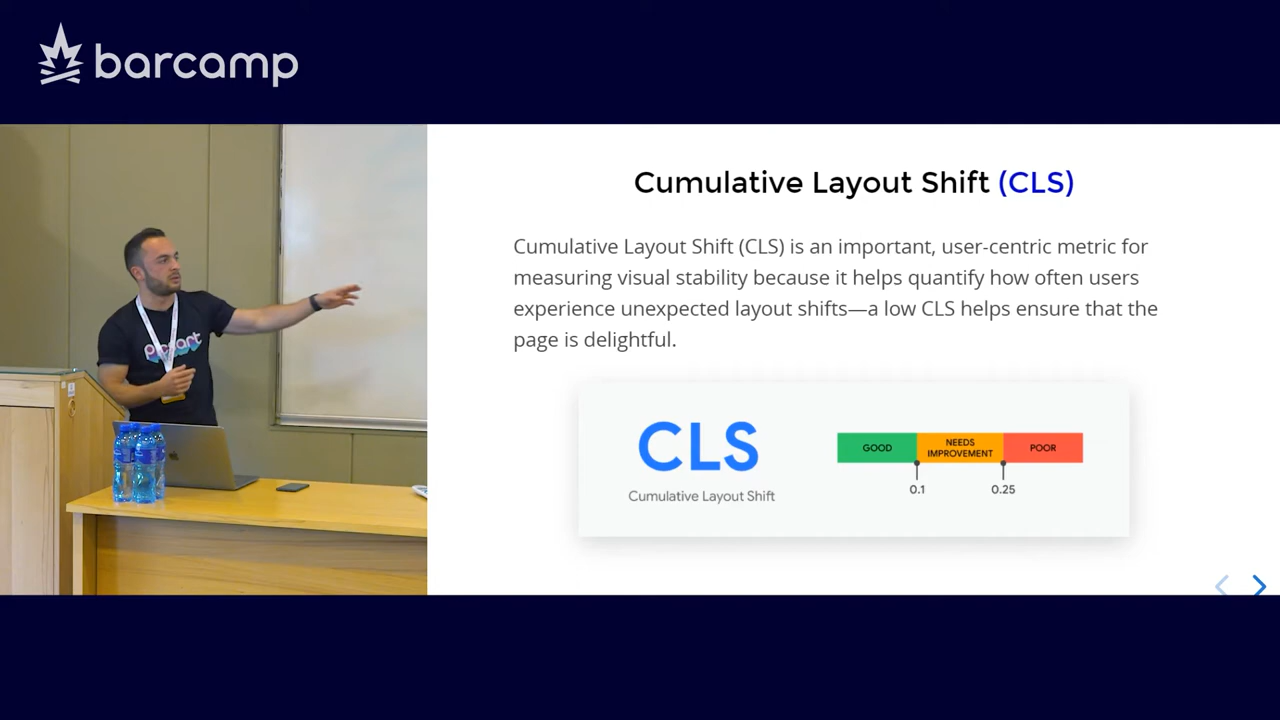 barcamp
Cumulative Layout Shift (CLS)
Cumulative Layout Shift (CLS) is an important, user-centric metric for
measuring visual stability because it helps quantify how often users
experience unexpected layout shifts—a low CLS helps ensure that the
page is delightful.
CLS
Cumulative Layout Shift
GOOD
NEEDS
IMPROVEMENT
POOR
0.1
0.25